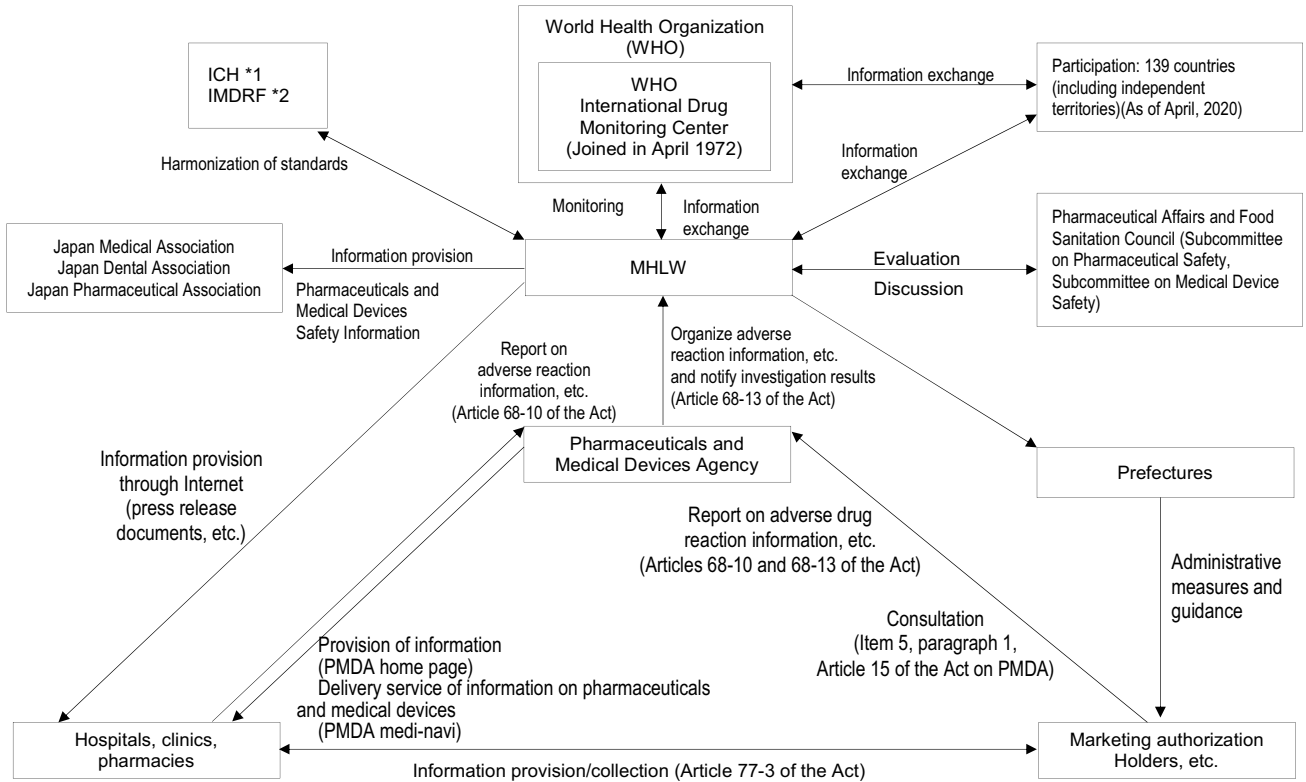 World Health Organization
(WHO)
WHO
International Drug
Monitoring Center
(Joined in April 1972)
ICH *1
IMDRF *2
Information exchange
Participation: 139 countries
(including independent
territories)(As of April, 2020)
Harmonization of standards
Information
exchange
Monitoring
Information
exchange
Japan Medical Association
Japan Dental Association
Japan Pharmaceutical Association
Information provision
Pharmaceuticals and
Medical Devices
Safety Information
MHLW
Evaluation
Discussion
Pharmaceutical Affairs and Food
Sanitation Council (Subcommittee
on Pharmaceutical Safety,
Subcommittee on Medical Device
Safety)
Report on
adverse reaction
information, etc.
(Article 68-10 of the Act)
Organize adverse
reaction information, etc.
and notify investigation results
(Article 68-13 of the Act)
Pharmaceuticals and
Medical Devices Agency
Prefectures
Information provision
through Internet
(press release
documents, etc.)
Report on adverse drug
reaction information, etc.
(Articles 68-10 and 68-13 of the Act)
Administrative
measures and
guidance
Consultation
(Item 5, paragraph 1,
Article 15 of the Act on PMDA)
Provision of information
(PMDA home page)
Delivery service of information on pharmaceuticals
and medical devices
(PMDA medi-navi)
Hospitals, clinics,
pharmacies
Information provision/collection (Article 77-3 of the Act)
Marketing authorization
Holders, etc.